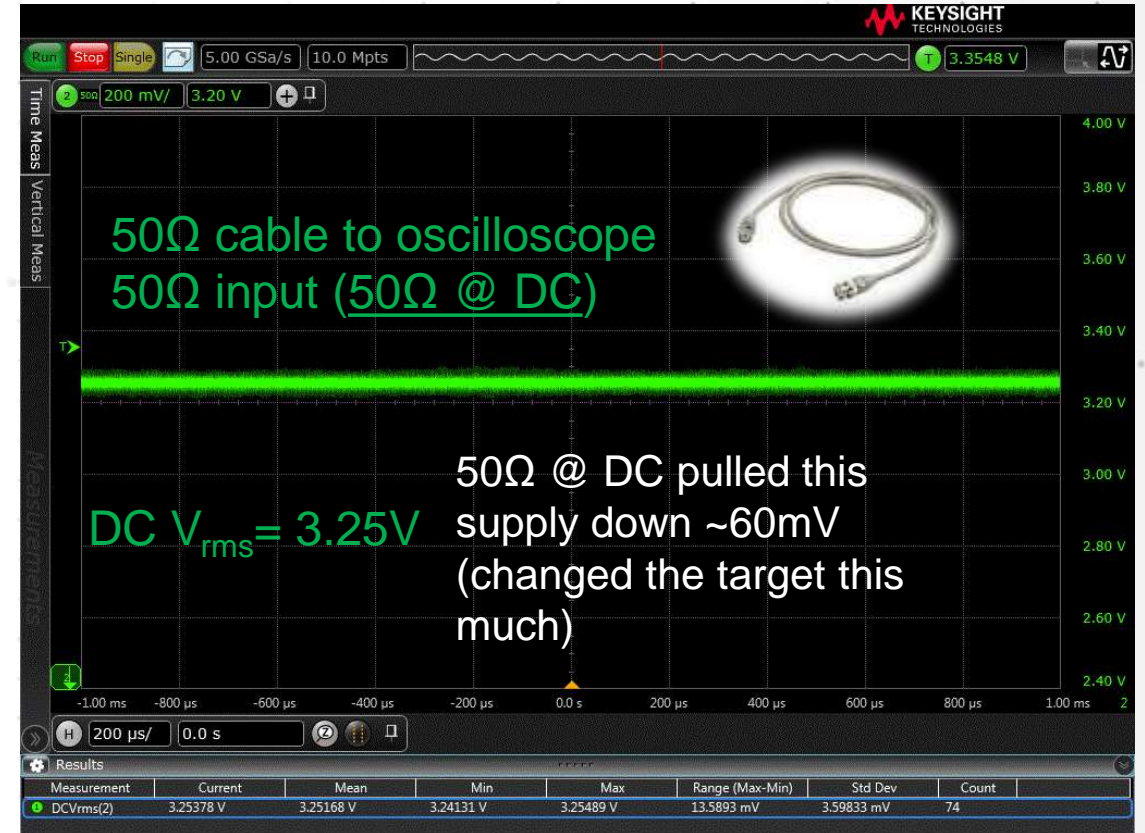 KEYSIGHT
TECHNOLOGIES
Run Stop Single 5.00 GSa/s 10.0 Mpts T 3.3548 V
2 50Ω 200 mV/ 3.20 V +
Time Meas
Vertical Meas
Measurements
4.00 V
3.80 V
50Ω cable to oscilloscope
3.60 V
50Ω input (50Ω @ DC)
3.40 V
T
3.20 V
50Ω @ DC pulled this
3.00 V
DC Vrms= 3.25V
supply down ~60mV
2.80 V
(changed the target this
2.60 V
much)
2.40 V
2
-1.00 ms -800 µs -600 µs -400 µs -200 µs 0.0 s 200 µs 400 µs 600 µs 800 µs 1.00 ms 2
H 200 µs/ 0.0 s Z
Results
Measurement Current Mean Min Max Range (Max-Min) Std Dev Count
1 DCVrms(2) 3.25378 V 3.25168 V 3.24131 V 3.25489 V 13.5893 mV 3.59833 mV 74